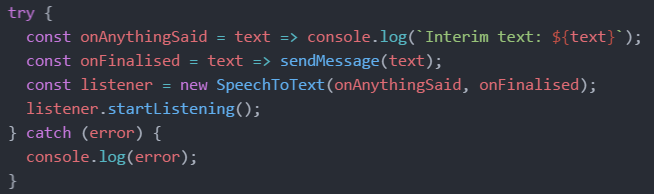 try {
  const onAnythingSaid = text => console.log(`Interim text: ${text}`);
  const onFinalised = text => sendMessage(text);
  const listener = new SpeechToText(onAnythingSaid, onFinalised);
  listener.startListening();
} catch (error) {
  console.log(error);
}